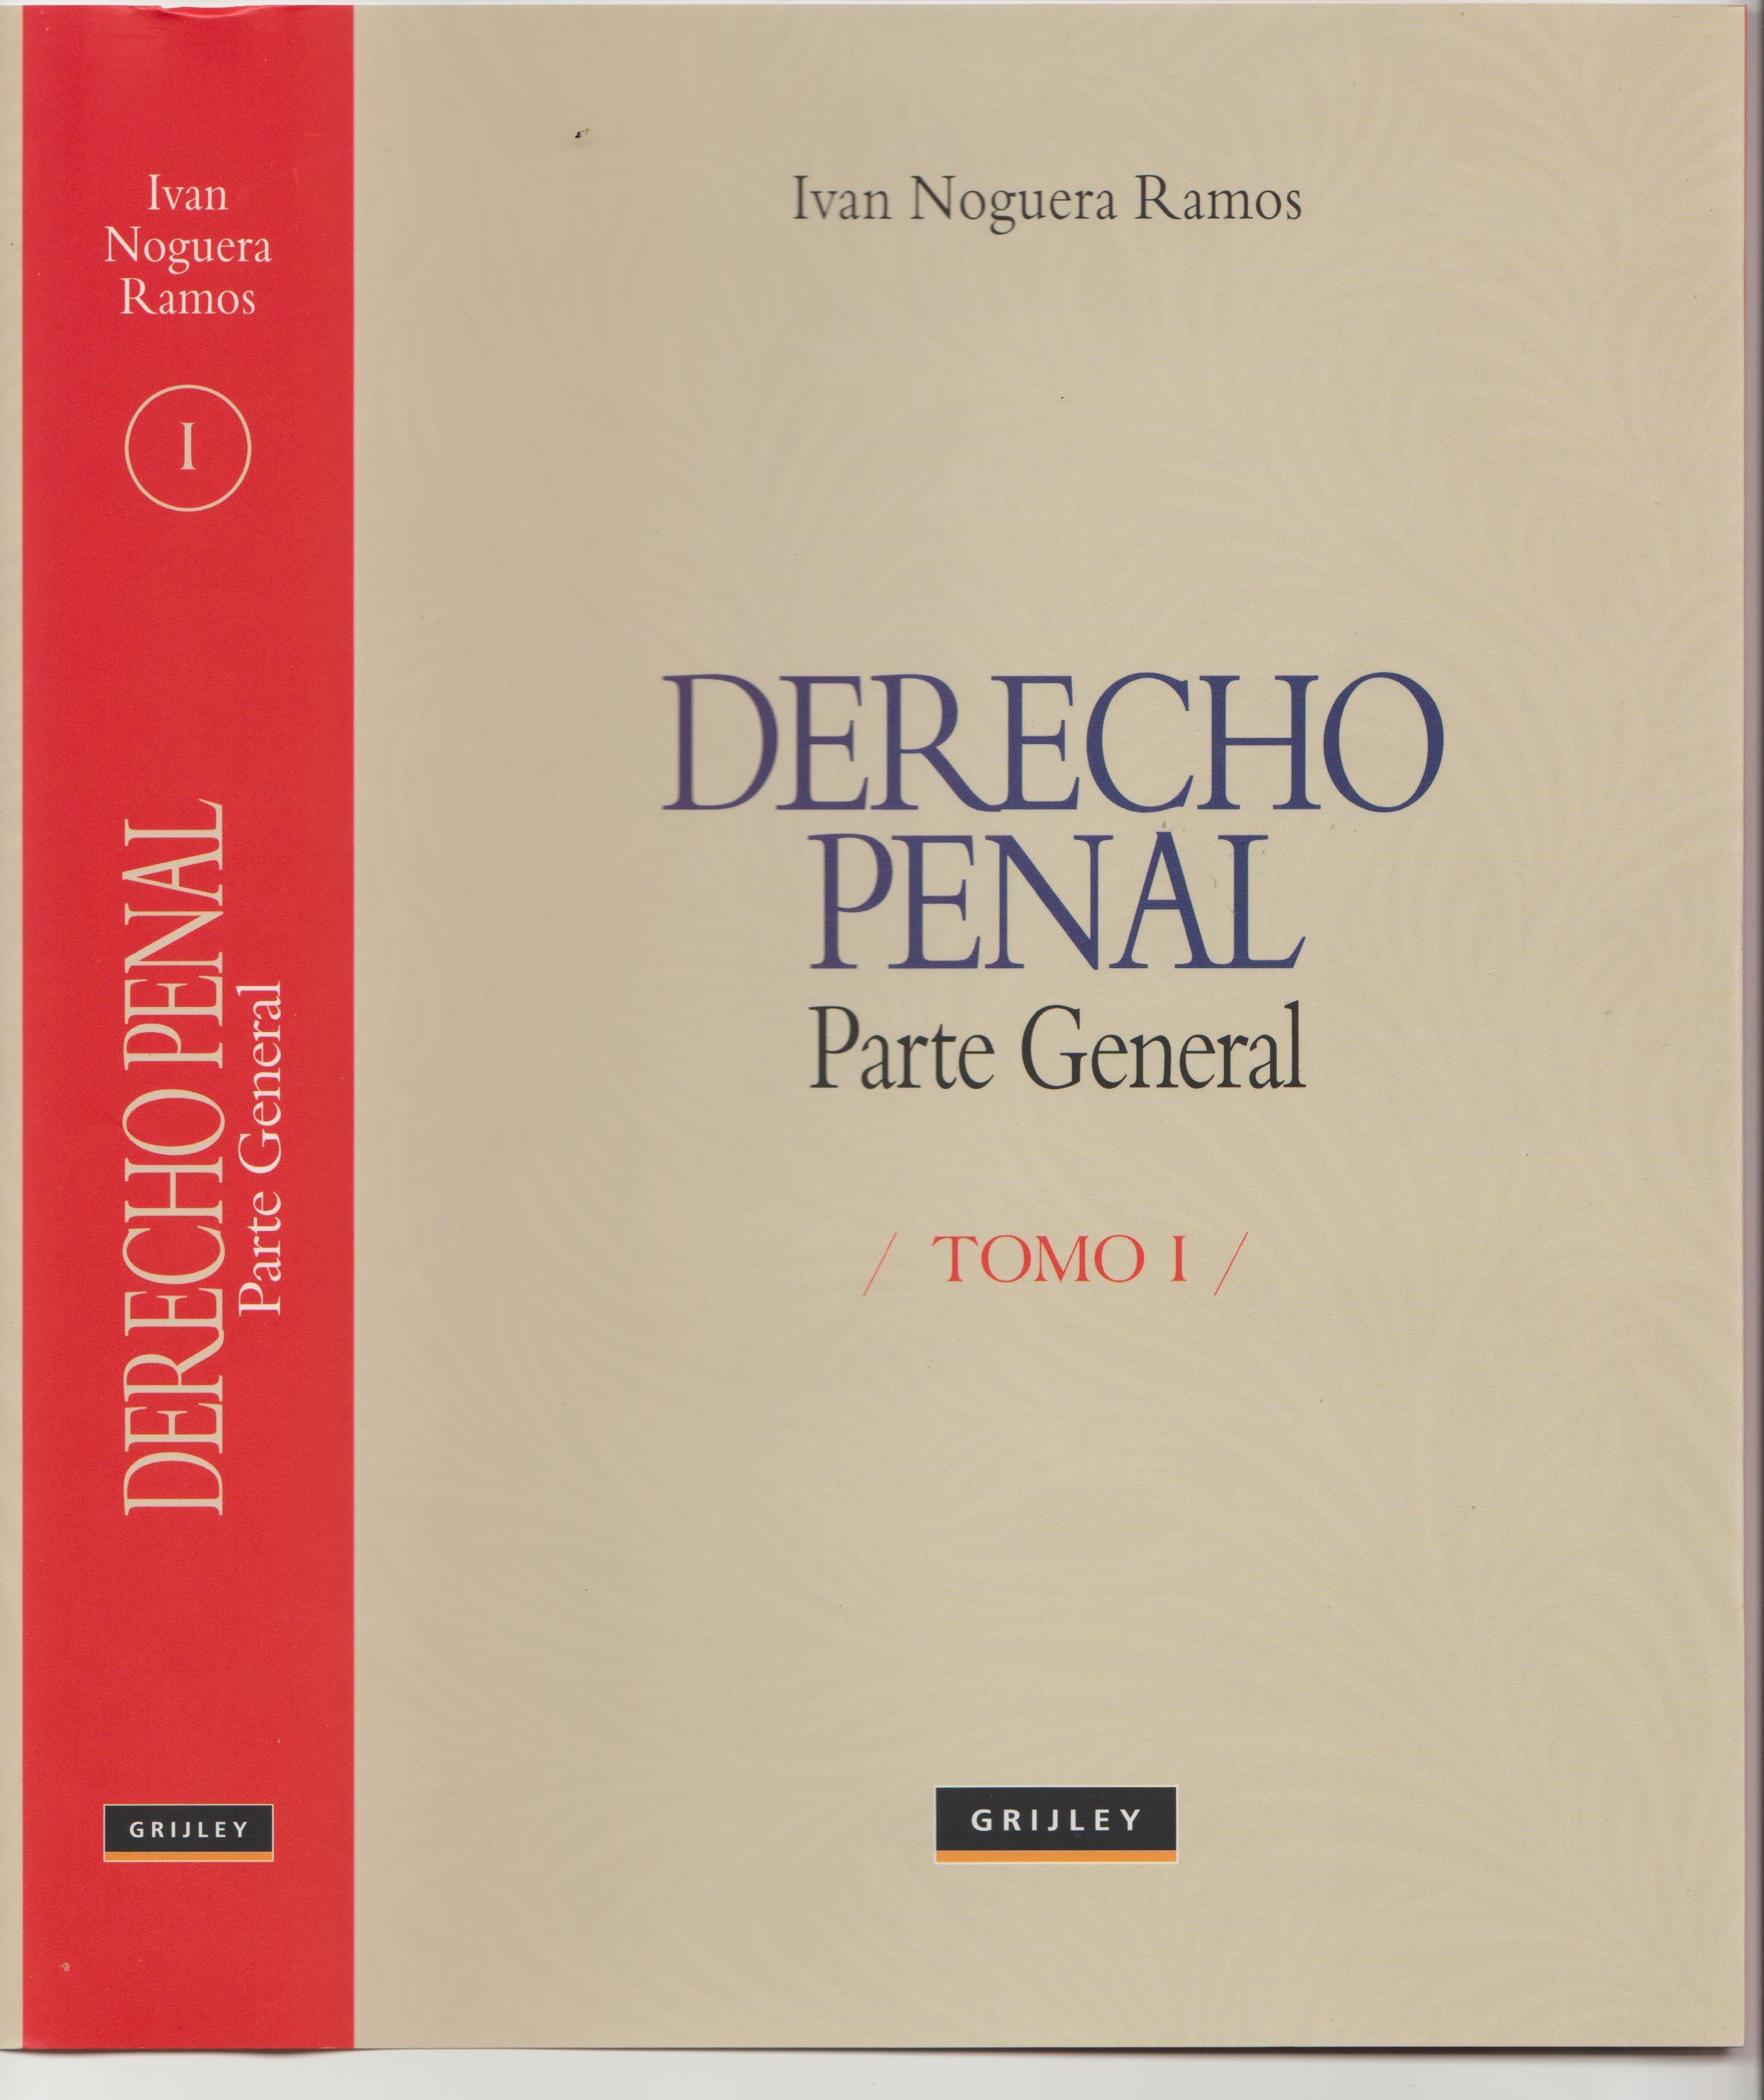 Ivan
Noguera
Ramos
I
DERECHO PENAL
Parte General
GRIJLEY
Ivan Noguera Ramos
DERECHO
PENAL
Parte General
/ TOMO I /
GRIJLEY